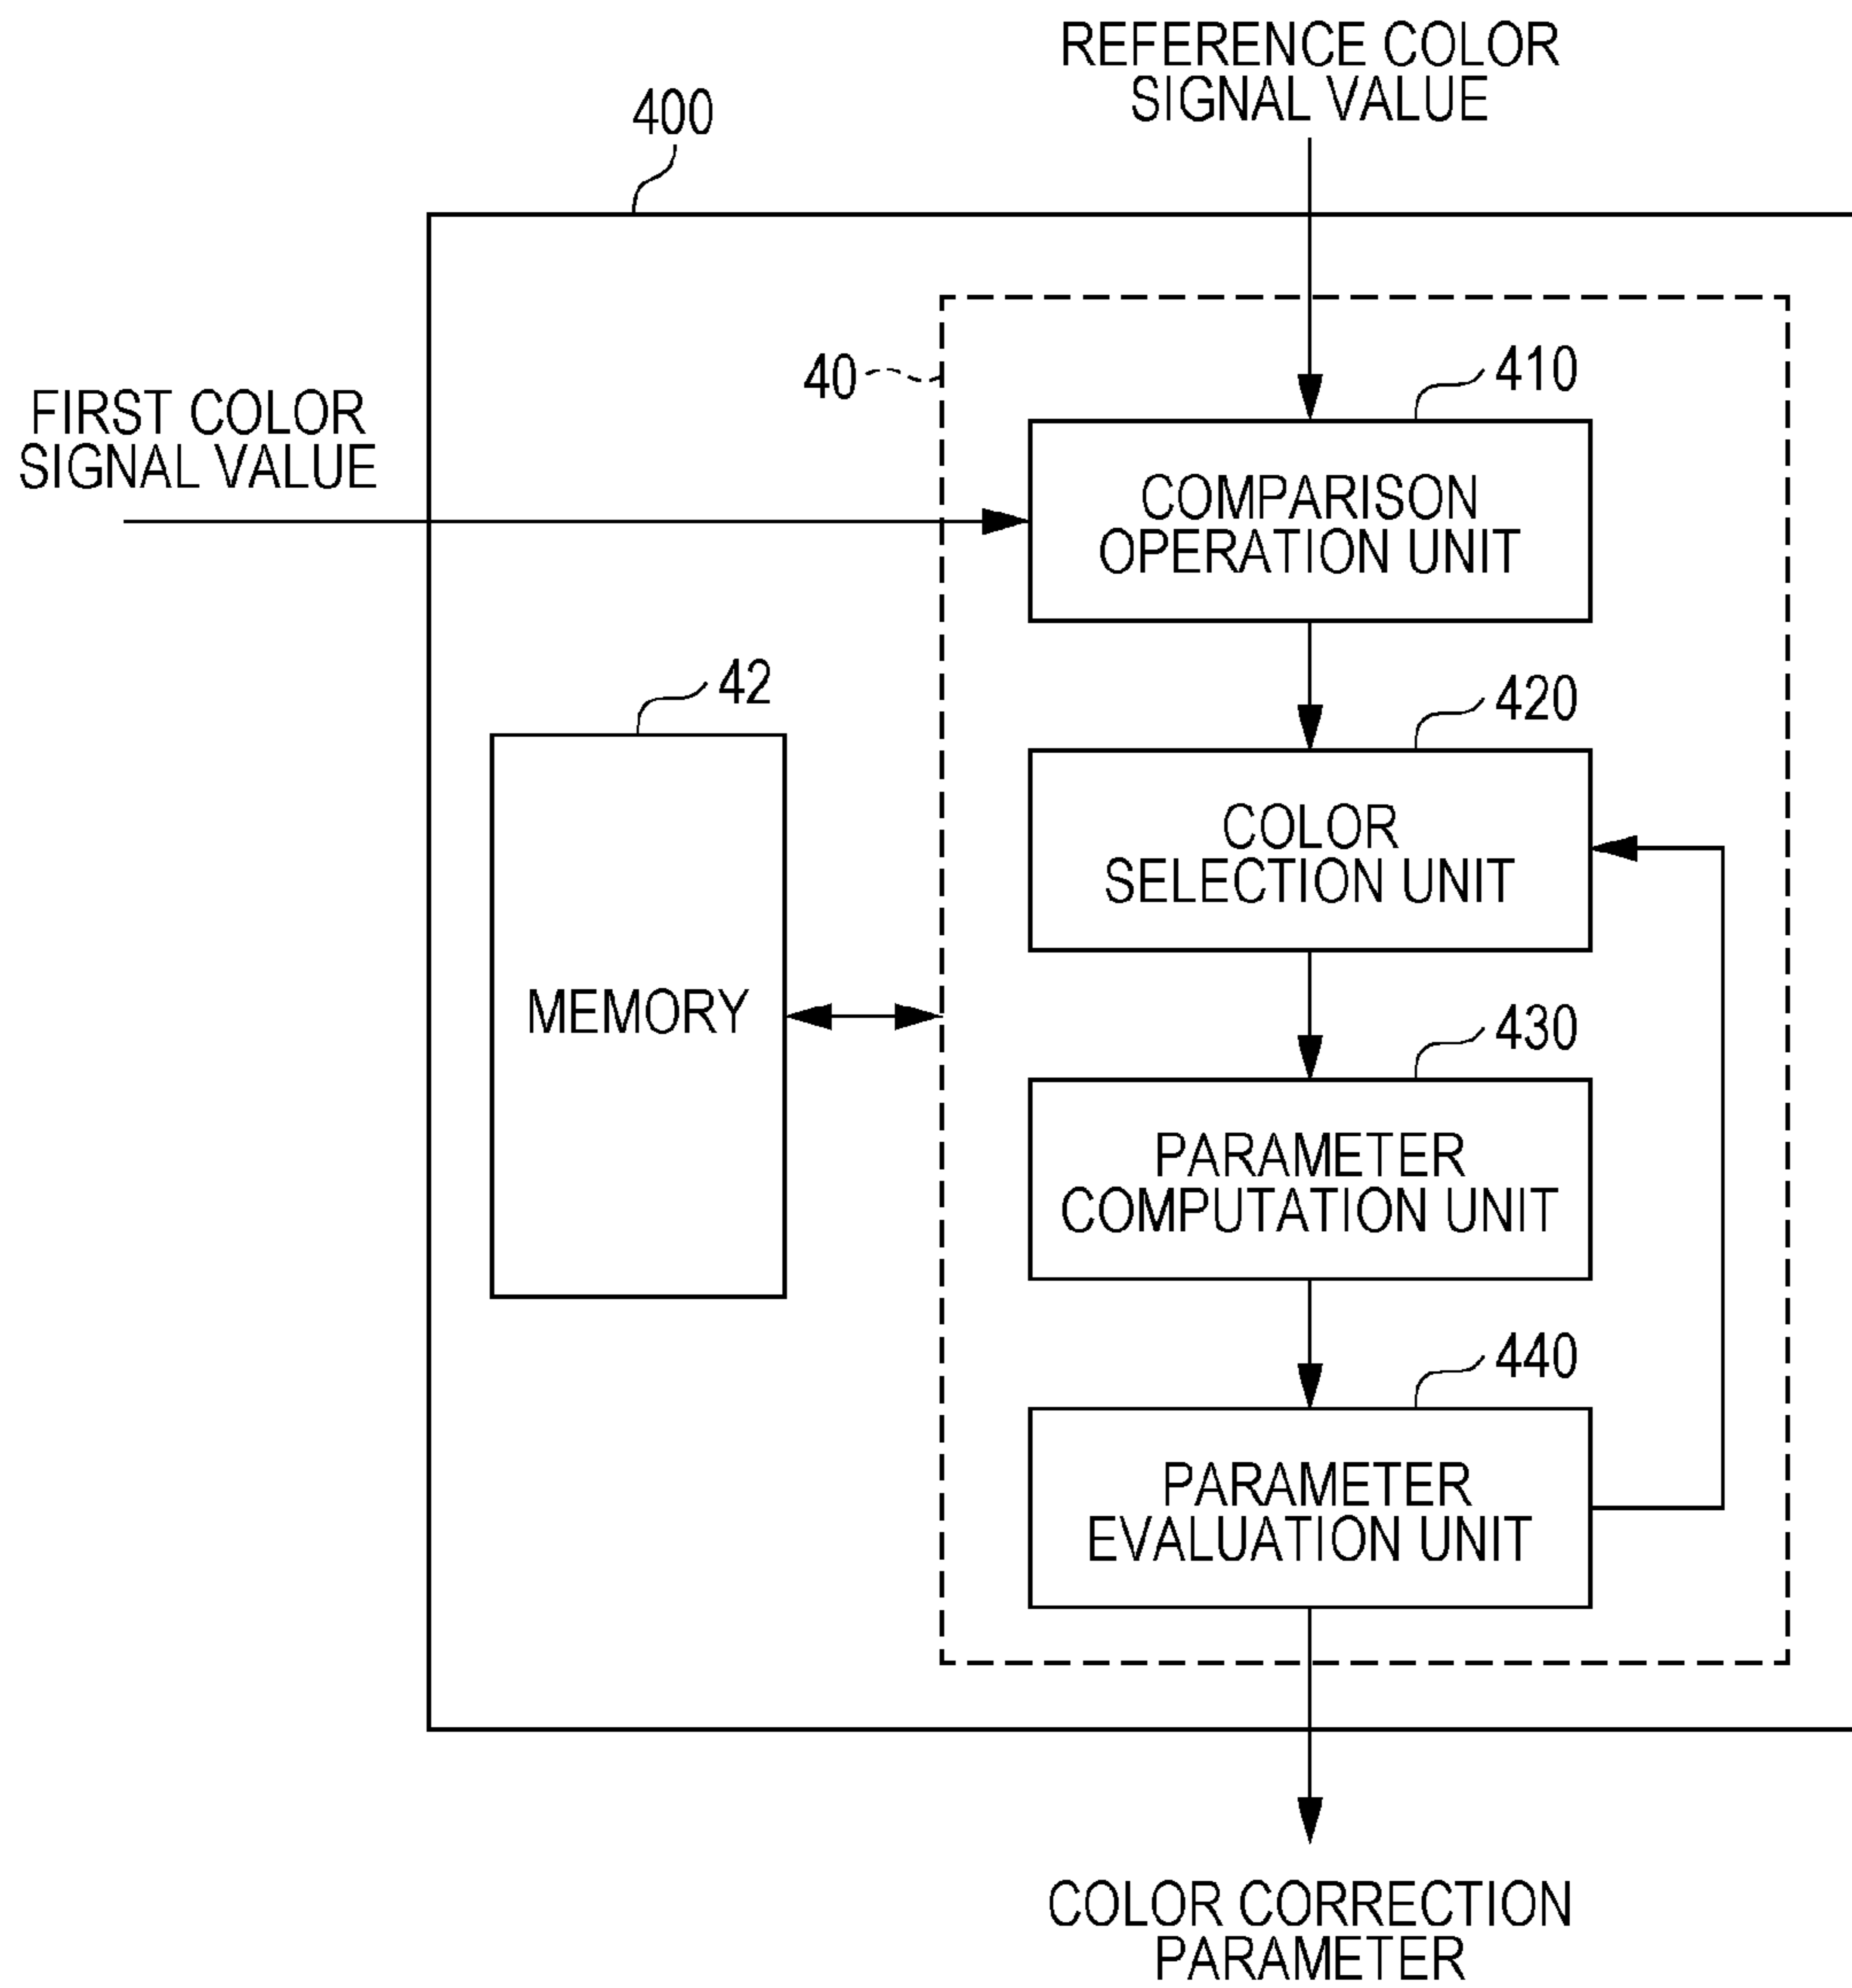 REFERENCE COLOR
SIGNAL VALUE
400
40
410
FIRST COLOR
SIGNAL VALUE
COMPARISON
OPERATION UNIT
42
420
COLOR
SELECTION UNIT
MEMORY
430
PARAMETER
COMPUTATION UNIT
440
PARAMETER
EVALUATION UNIT
COLOR CORRECTION
PARAMETER